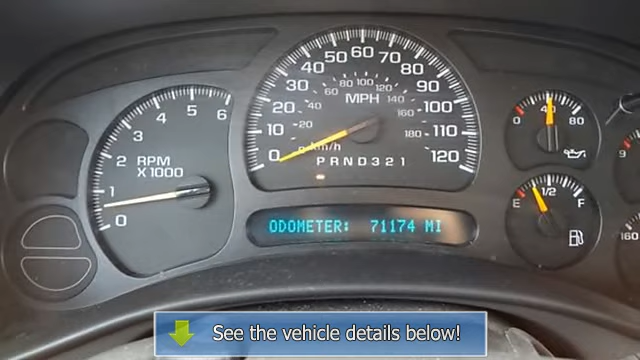 0 1 2 3 4 5 6
RPM
X1000
0 10 20 30 40 50 60 70 80 90 100 110 120
20 40 60 80 100 120 140 160 180
MPH
km/h
PRND321
ODOMETER: 71174 MI
0 40 80
E 1/2 F
9
160
See the vehicle details below!